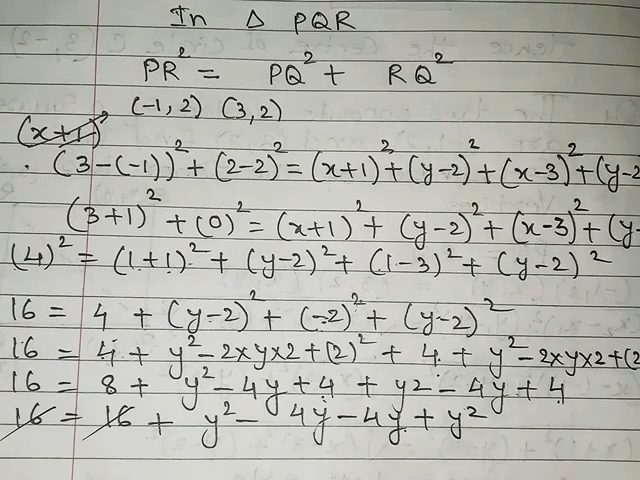 In Δ PQR
PR² = PQ² + RQ²
(-1, 2) (3, 2)
(x+1)
(3-(-1))² + (2-2)² = (x+1)² + (y-2)² + (x-3)² + (y-2
(3+1)² + (0)² = (x+1)² + (y-2)² + (x-3)² + (y-
(4)² = (1+1)² + (y-2)² + (1-3)² + (y-2)²
16 = 4 + (y-2)² + (-2)² + (y-2)²
16 = 4 + y² - 2xyx2 + (2)² + 4 + y² - 2xyx2 + (2
16 = 8 + y² - 4y + 4 + y2 - 4y + 4
16 = 16 + y² - 4y - 4y + y²